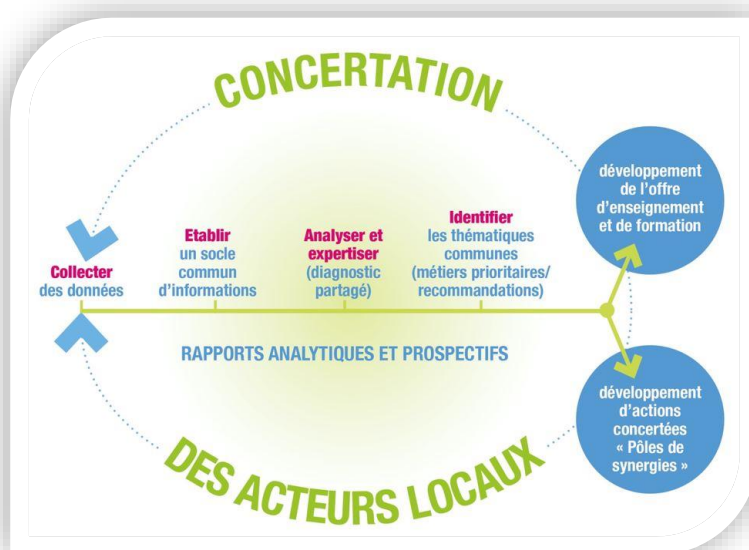 CONCERTATION
développement
de l'offre
d'enseignement
et de formation
Collecter
des données
Etablir
un socle
commun
d'informations
Analyser et
expertiser
(diagnostic
partagé)
Identifier
les thématiques
communes
(métiers prioritaires/
recommandations)
RAPPORTS ANALYTIQUES ET PROSPECTIFS
développement
d'actions
concertées
« Pôles de
synergies »
DES ACTEURS LOCAUX